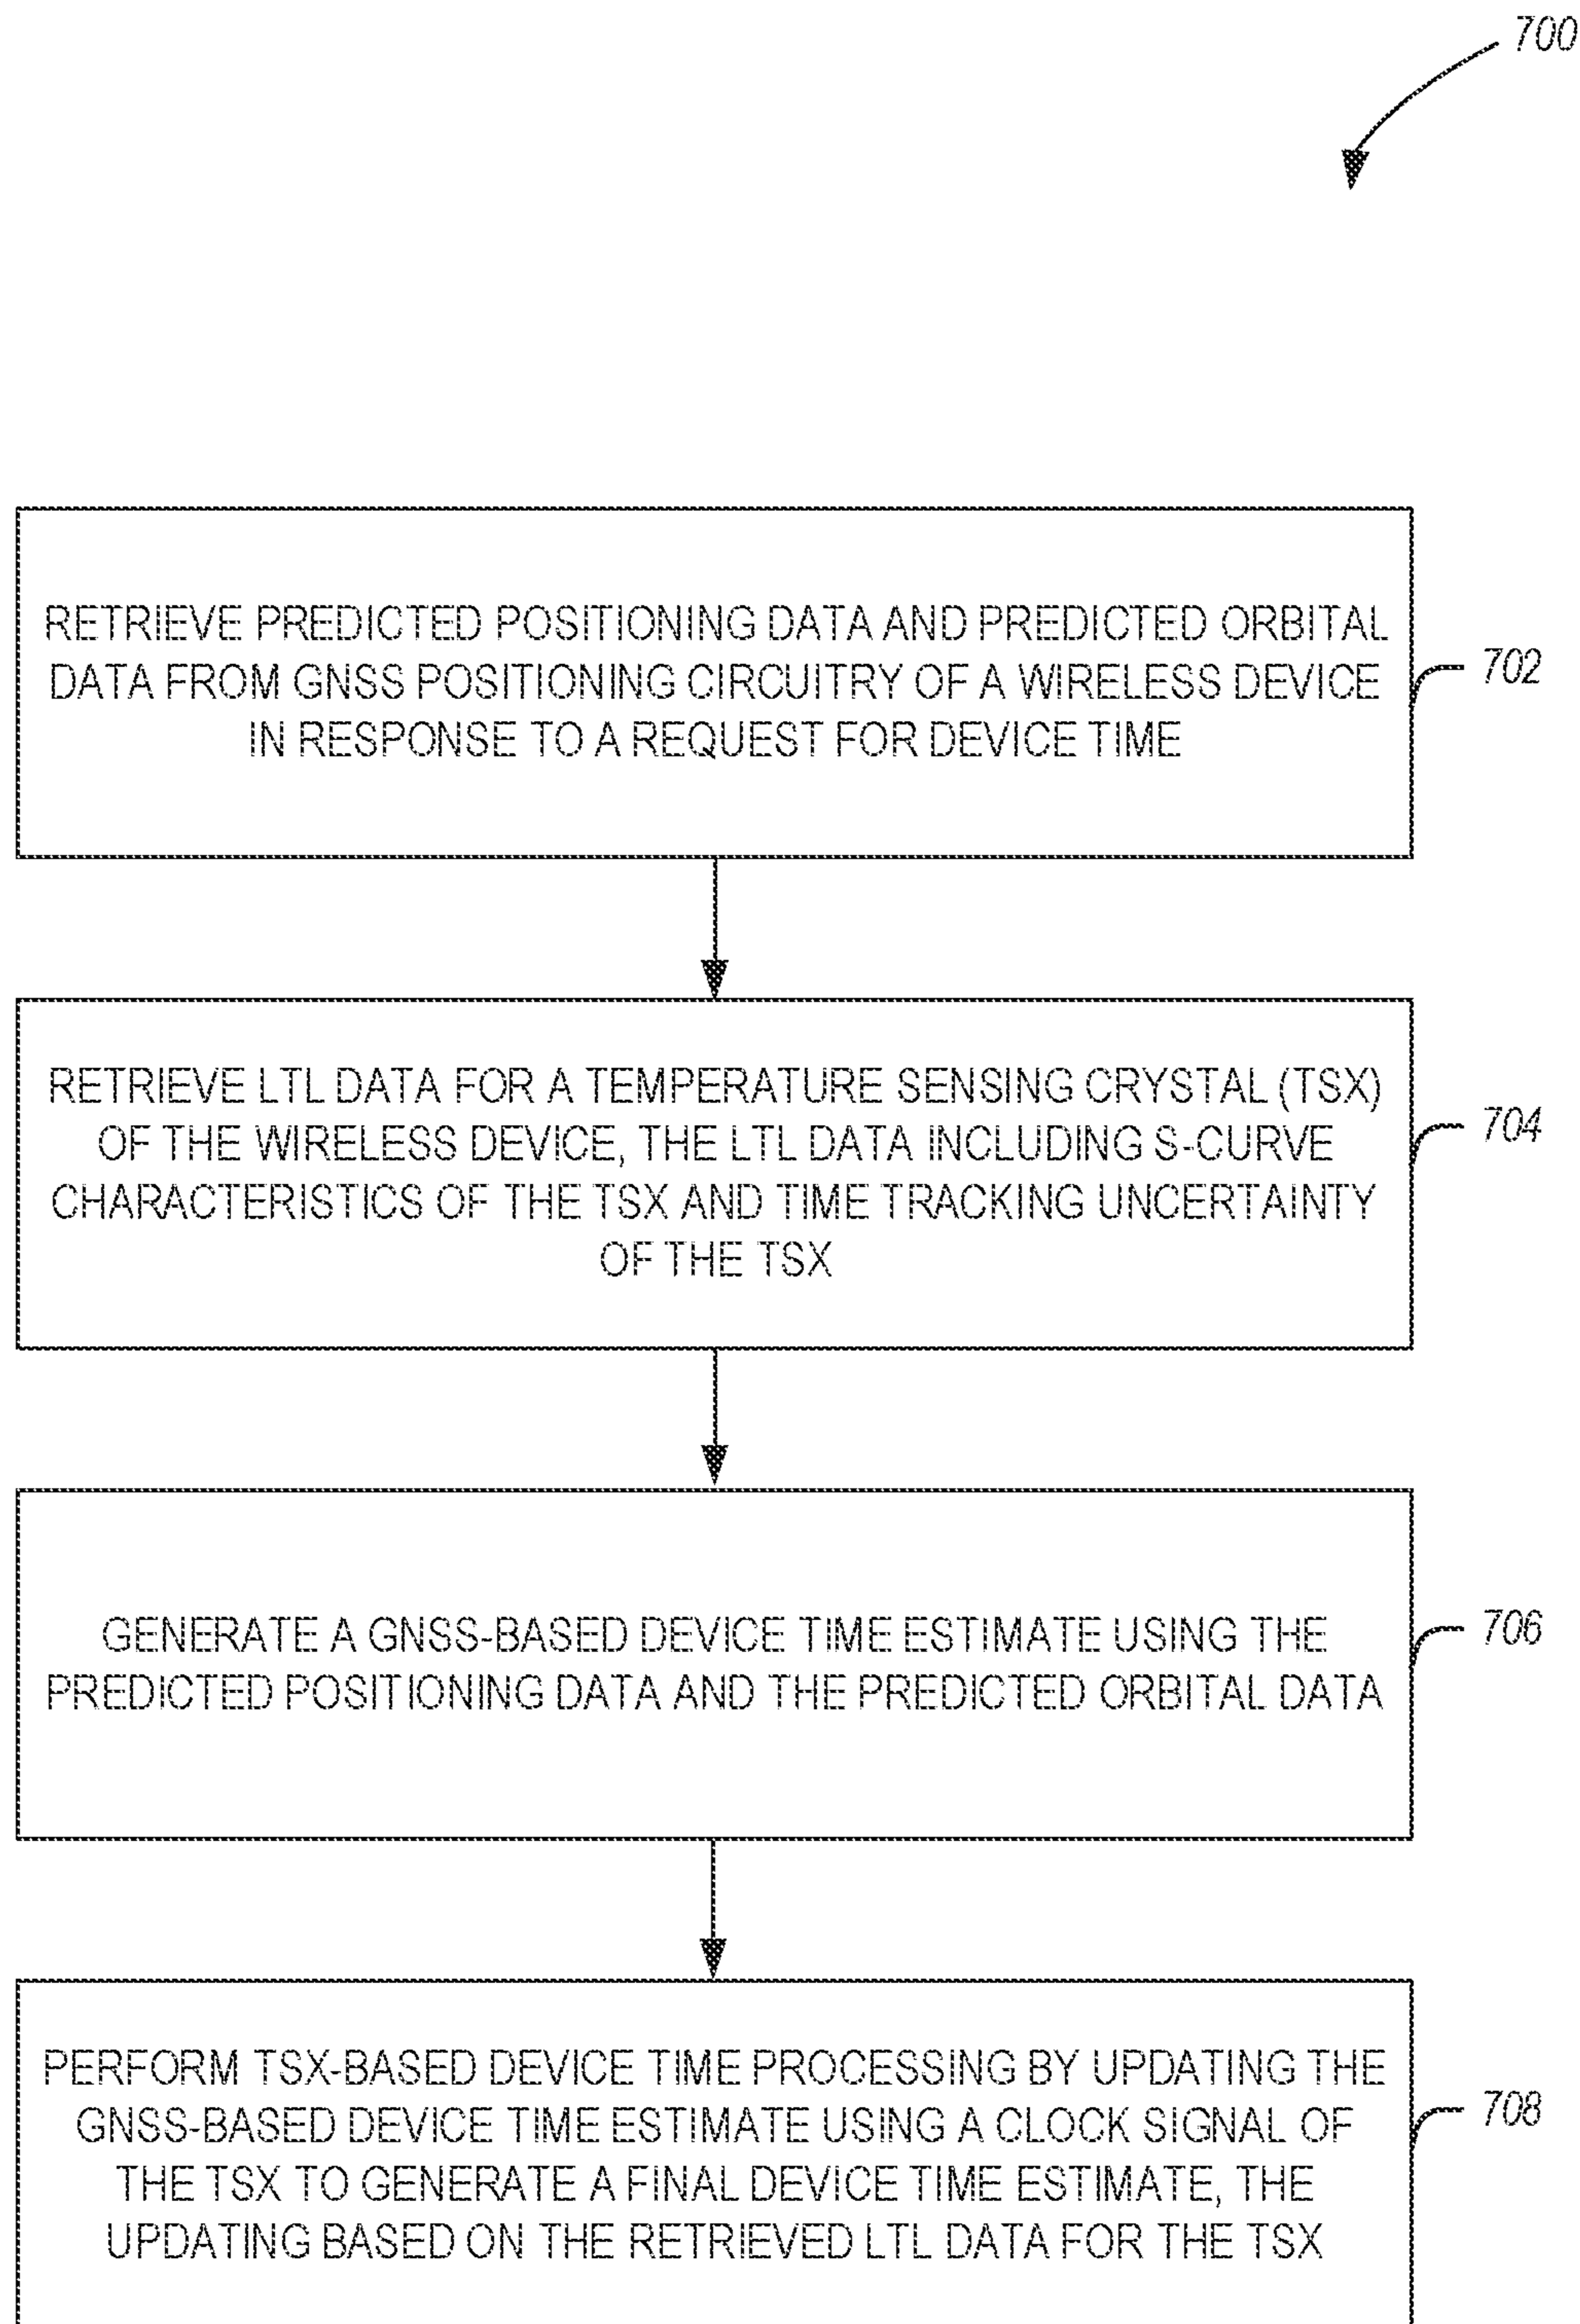 700
RETRIEVE PREDICTED POSITIONING DATA AND PREDICTED ORBITAL
DATA FROM GNSS POSITIONING CIRCUITRY OF A WIRELESS DEVICE
IN RESPONSE TO A REQUEST FOR DEVICE TIME
702
RETRIEVE LTL DATA FOR A TEMPERATURE SENSING CRYSTAL (TSX)
OF THE WIRELESS DEVICE, THE LTL DATA INCLUDING S-CURVE
CHARACTERISTICS OF THE TSX AND TIME TRACKING UNCERTAINTY
OF THE TSX
704
GENERATE A GNSS-BASED DEVICE TIME ESTIMATE USING THE
PREDICTED POSITIONING DATA AND THE PREDICTED ORBITAL DATA
706
PERFORM TSX-BASED DEVICE TIME PROCESSING BY UPDATING THE
GNSS-BASED DEVICE TIME ESTIMATE USING A CLOCK SIGNAL OF
THE TSX TO GENERATE A FINAL DEVICE TIME ESTIMATE, THE
UPDATING BASED ON THE RETRIEVED LTL DATA FOR THE TSX
708